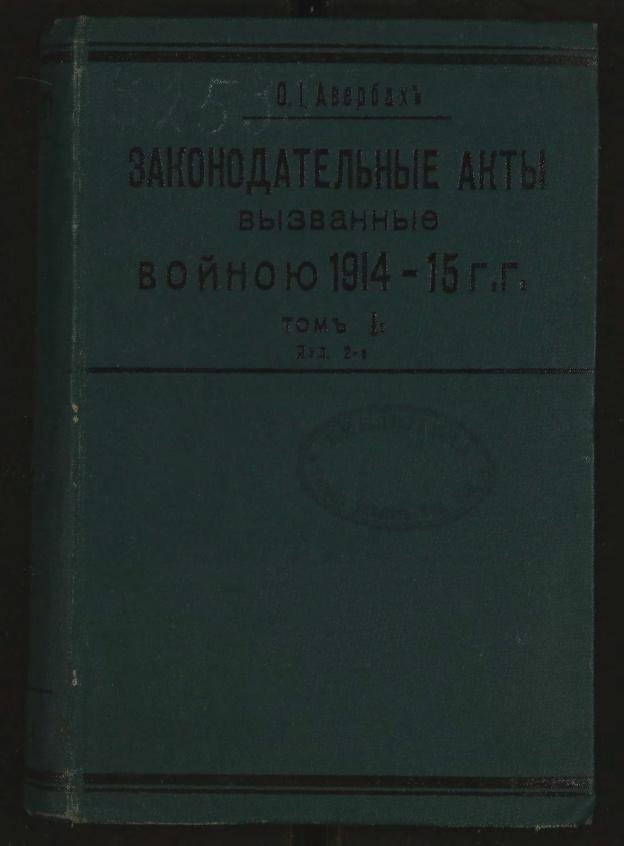 О. І. Авербахъ
ЗАКОНОДАТЕЛЬНЫЕ АКТЫ
вызванные
войною 1914-15 г.г.
томъ I.
Изд. 2-е